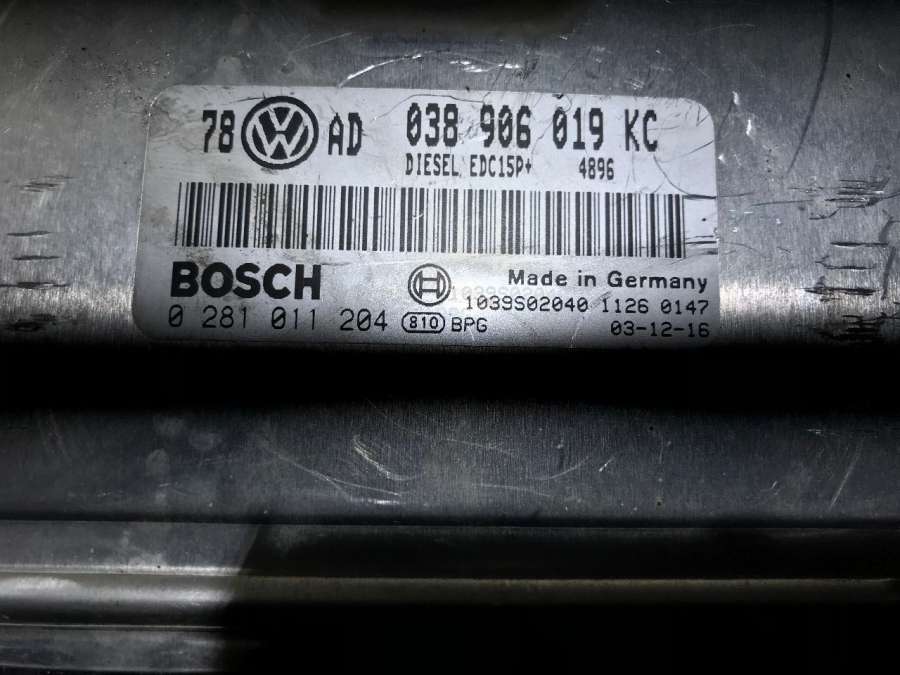 78 VW AD 038 906 019 KC
DIESEL EDC15P+ 4896
BOSCH Made in Germany
1039S02040 1126 0147
0 281 011 204 810 BPG 03-12-16